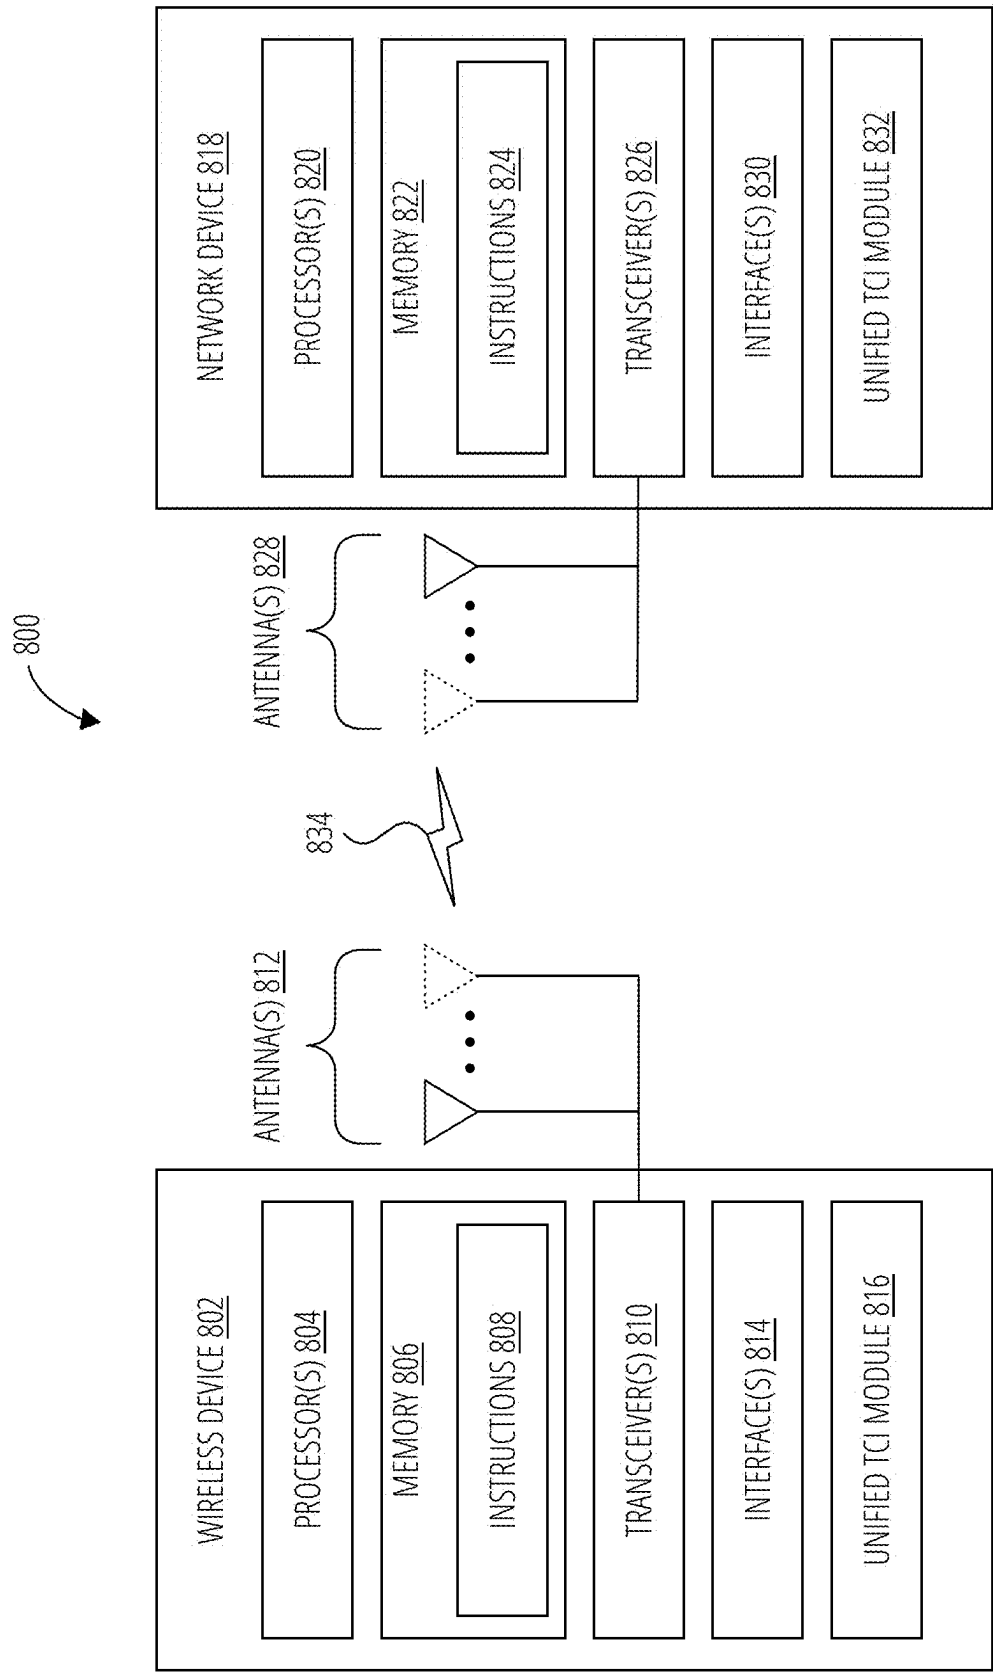 800
WIRELESS DEVICE 802
PROCESSOR(S) 804
MEMORY 806
INSTRUCTIONS 808
TRANSCEIVER(S) 810
INTERFACE(S) 814
UNIFIED TCI MODULE 816
ANTENNA(S) 812
834
ANTENNA(S) 828
NETWORK DEVICE 818
PROCESSOR(S) 820
MEMORY 822
INSTRUCTIONS 824
TRANSCEIVER(S) 826
INTERFACE(S) 830
UNIFIED TCI MODULE 832